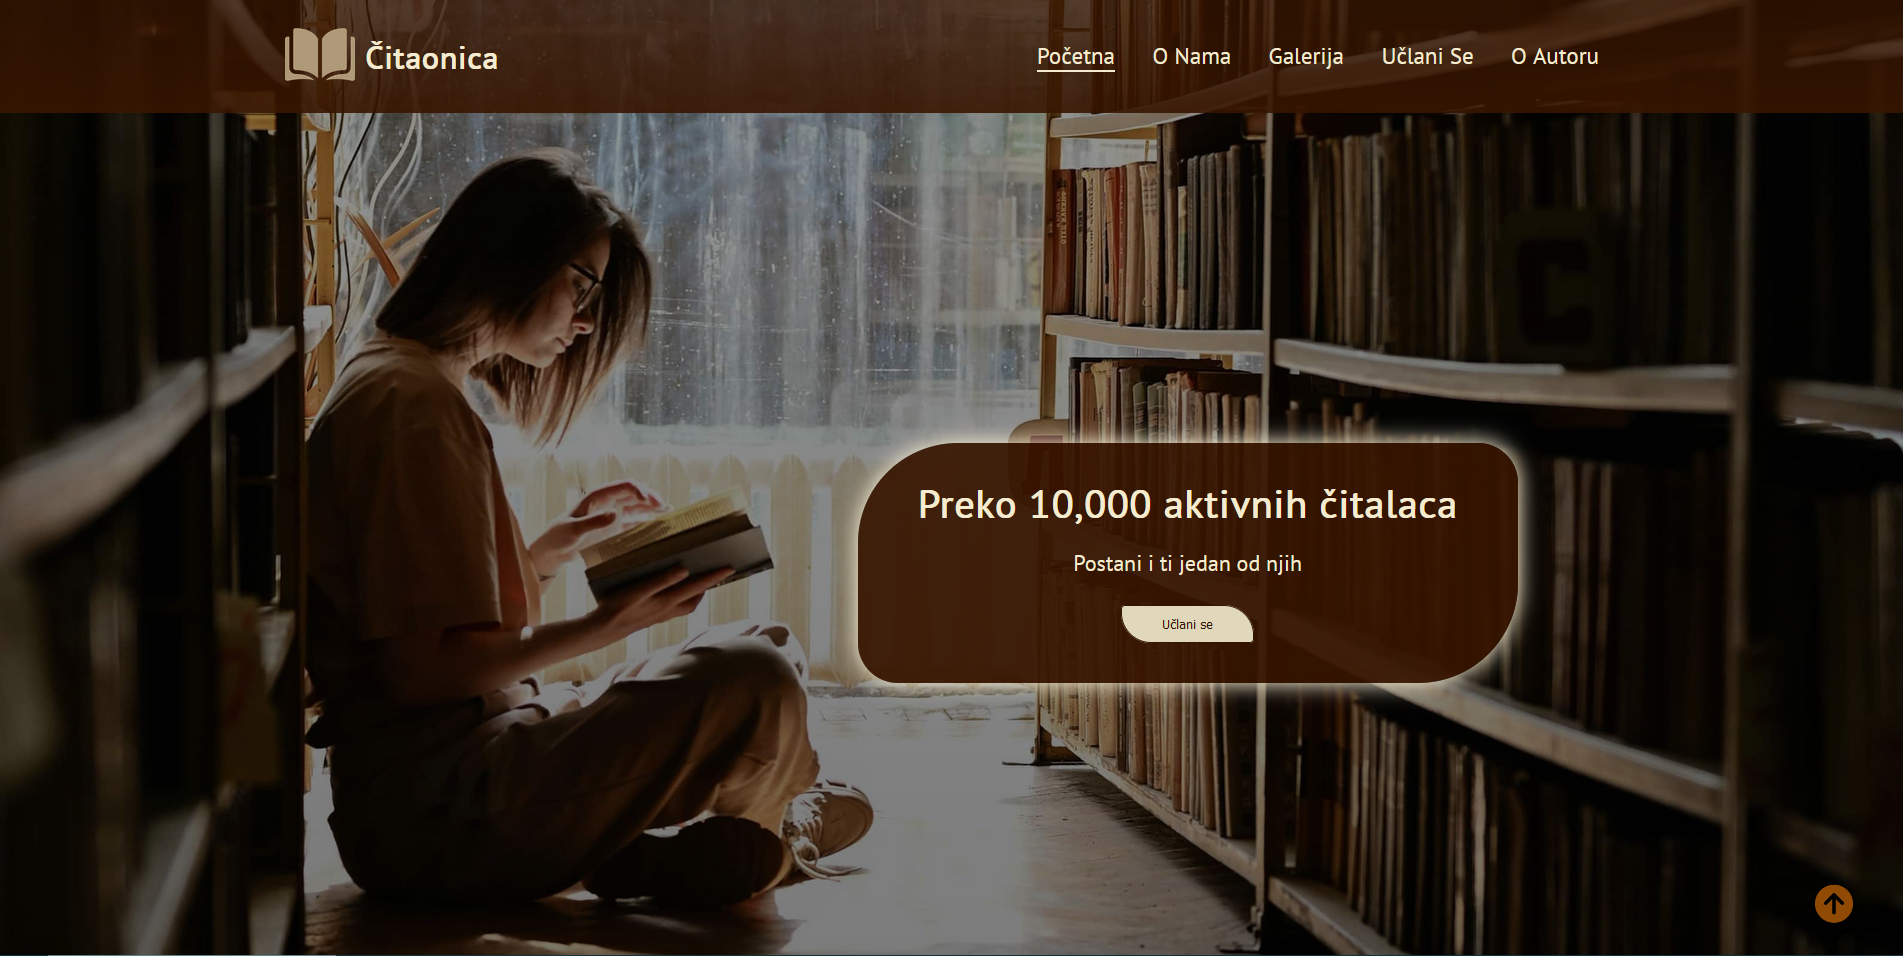 Čitaonica
Početna O Nama Galerija Učlani Se O Autoru
Preko 10,000 aktivnih čitalaca
Postani i ti jedan od njih
Učlani se